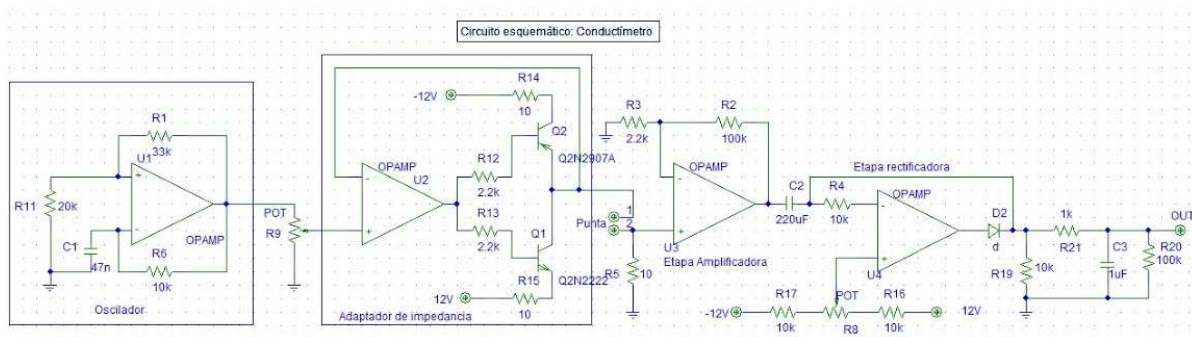 Circuito esquemático: Conductímetro
R1
33k
U1
+
-
OPAMP
R11
20k
C1
47n
R6
10k
Oscilador
POT
R9
OPAMP
-
+
U2
R12
2.2k
R13
2.2k
-12V
R14
10
Q2
Q2N2907A
Q1
Q2N2222
12V
R15
10
Adaptador de impedancia
Punta
1
2
R5
10
R3
2.2k
R2
100k
OPAMP
-
+
U3
Etapa Amplificadora
C2
220uF
R4
10k
Etapa rectificadora
OPAMP
-
+
U4
D2
d
-12V
R17
10k
POT
R8
R16
10k
12V
R19
10k
1k
R21
C3
1uF
R20
100k
OUT